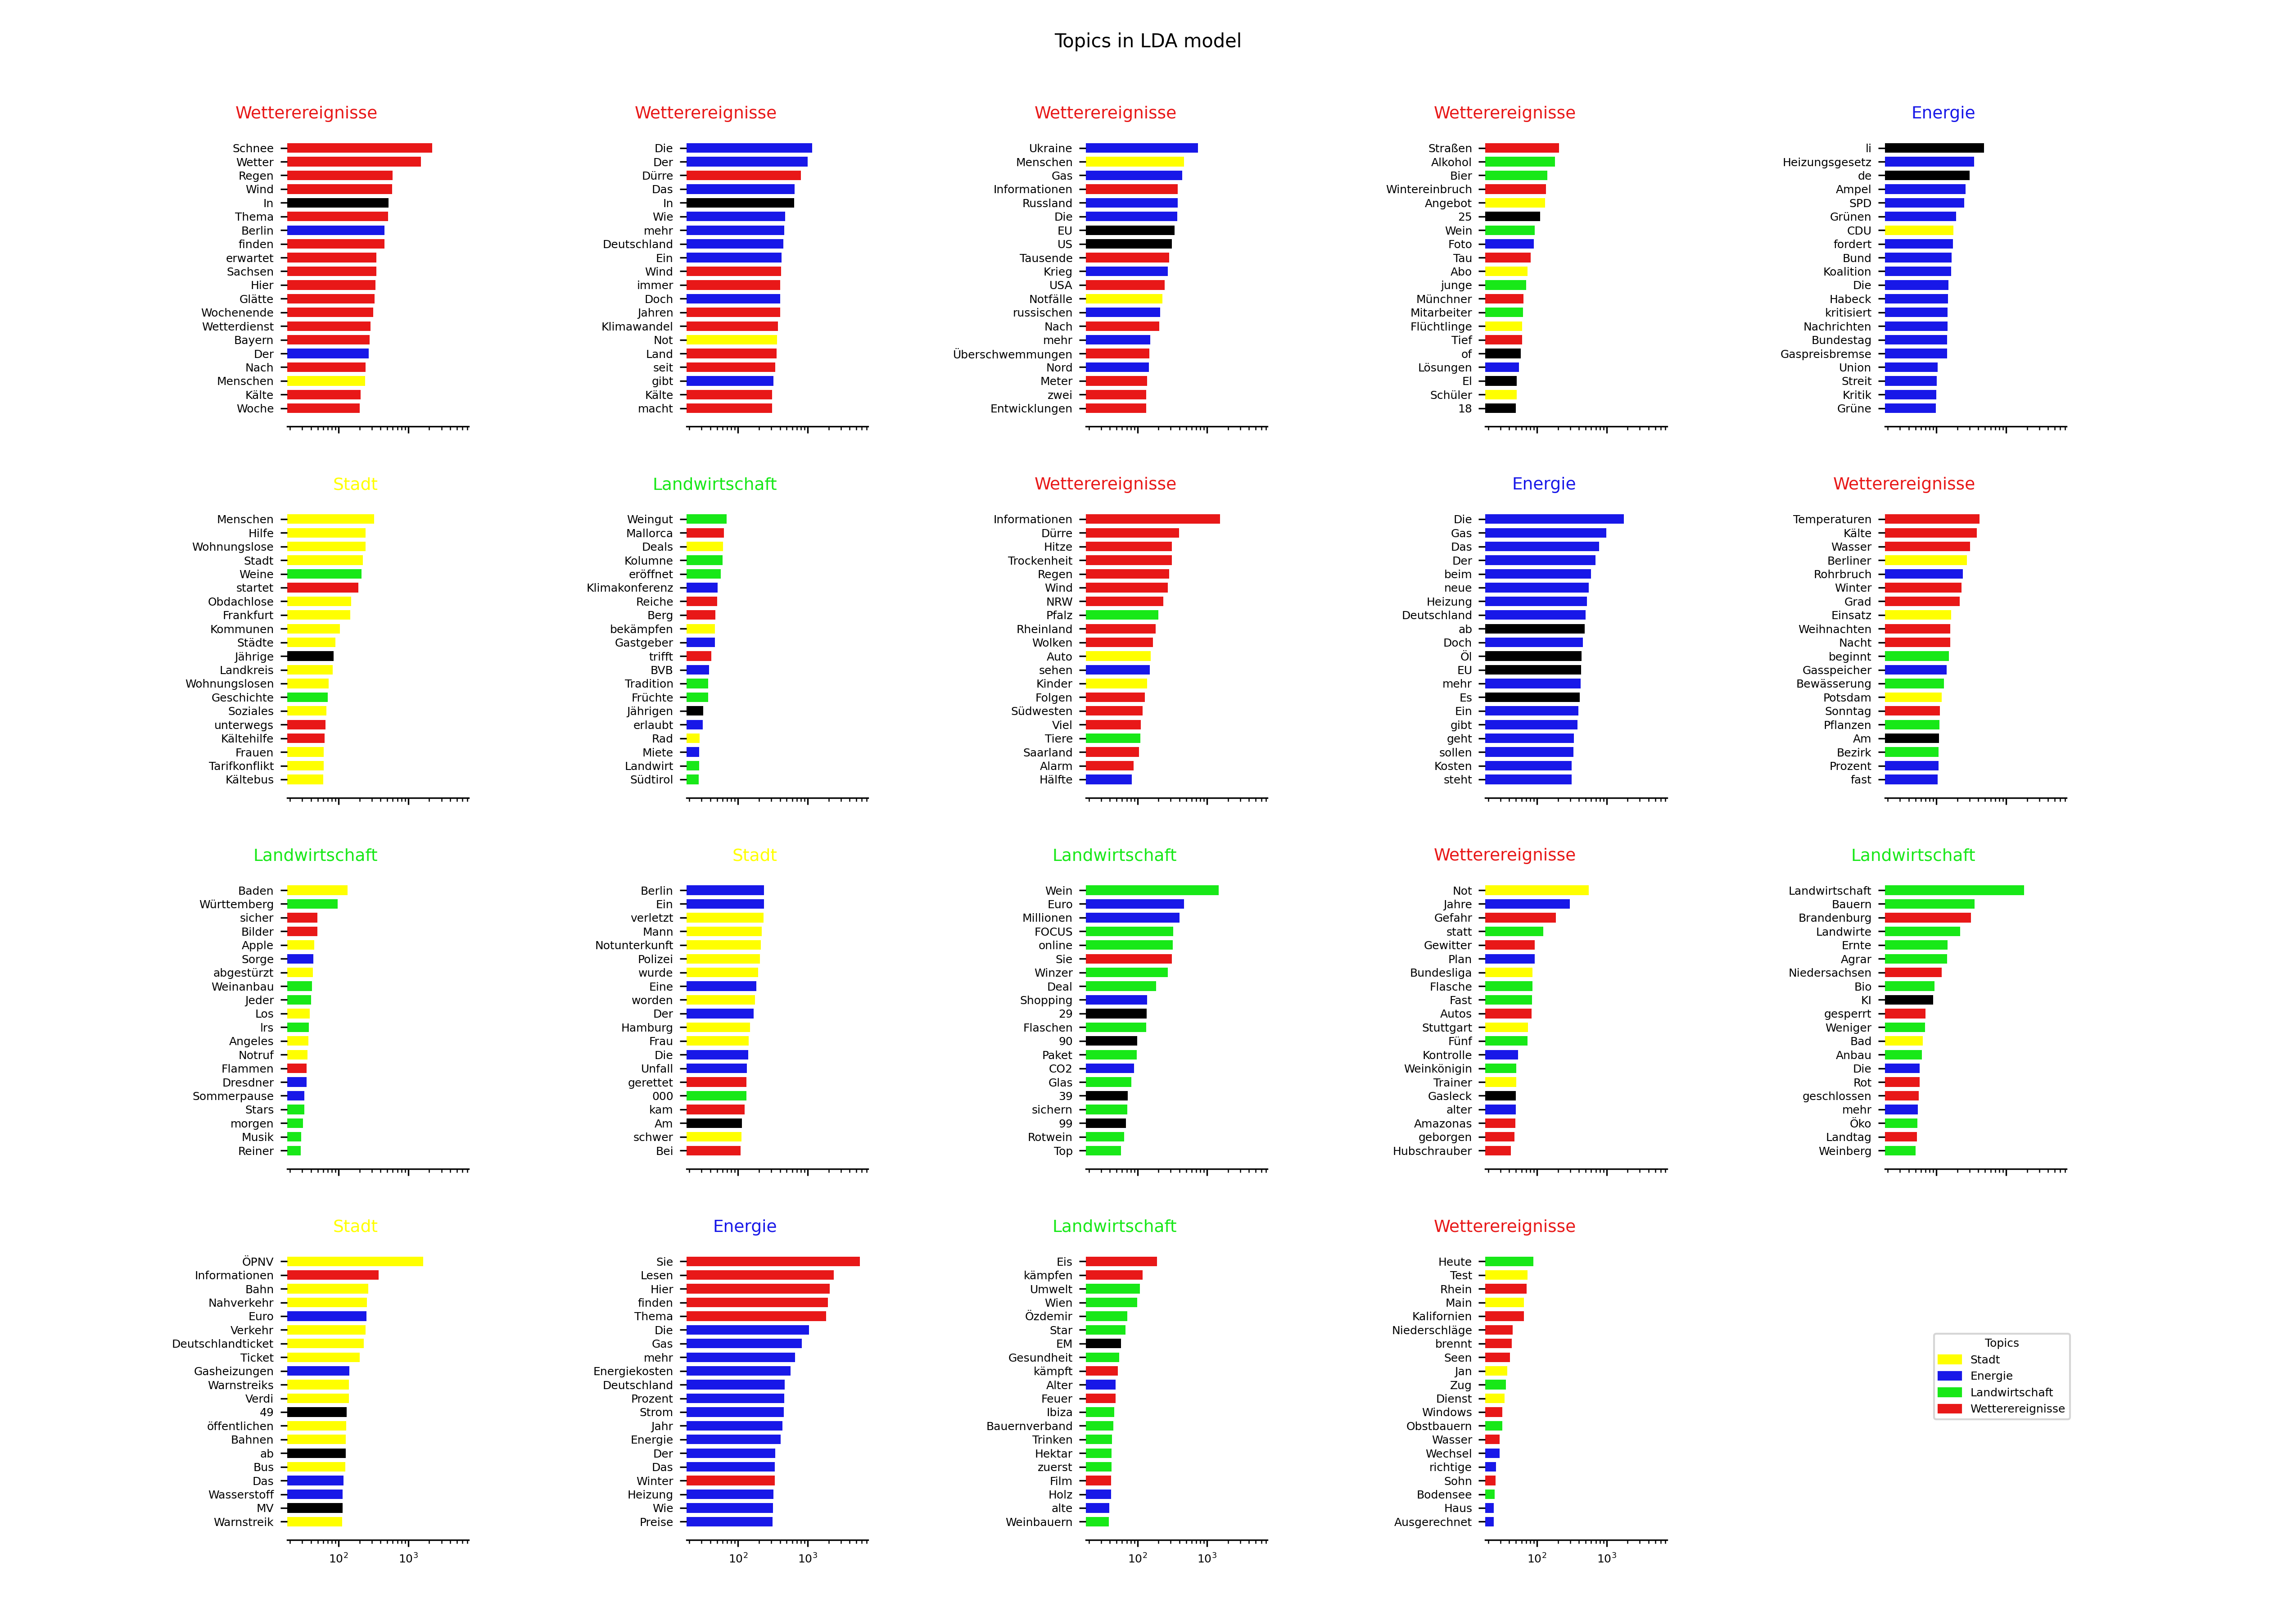 Topics in LDA model
Wetterereignisse
Schnee
Wetter
Regen
Wind
In
Thema
Berlin
finden
erwartet
Sachsen
Hier
Glätte
Wochenende
Wetterdienst
Bayern
Der
Nach
Menschen
Kälte
Woche
Wetterereignisse
Die
Der
Dürre
Das
In
Wie
mehr
Deutschland
Ein
Wind
immer
Doch
Jahren
Klimawandel
Not
Land
seit
gibt
Kälte
macht
Wetterereignisse
Ukraine
Menschen
Gas
Informationen
Russland
Die
EU
US
Tausende
Krieg
USA
Notfälle
russischen
Nach
mehr
Überschwemmungen
Nord
Meter
zwei
Entwicklungen
Wetterereignisse
Straßen
Alkohol
Bier
Wintereinbruch
Angebot
25
Wein
Foto
Tau
Abo
junge
Münchner
Mitarbeiter
Flüchtlinge
Tief
of
Lösungen
El
Schüler
18
Energie
li
Heizungsgesetz
de
Ampel
SPD
Grünen
CDU
fordert
Bund
Koalition
Die
Habeck
kritisiert
Nachrichten
Bundestag
Gaspreisbremse
Union
Streit
Kritik
Grüne
Stadt
Menschen
Hilfe
Wohnungslose
Stadt
Weine
startet
Obdachlose
Frankfurt
Kommunen
Städte
Jährige
Landkreis
Wohnungslosen
Geschichte
Soziales
unterwegs
Kältehilfe
Frauen
Tarifkonflikt
Kältebus
Landwirtschaft
Weingut
Mallorca
Deals
Kolumne
eröffnet
Klimakonferenz
Reiche
Berg
bekämpfen
Gastgeber
trifft
BVB
Tradition
Früchte
Jährigen
erlaubt
Rad
Miete
Landwirt
Südtirol
Wetterereignisse
Informationen
Dürre
Hitze
Trockenheit
Regen
Wind
NRW
Pfalz
Rheinland
Wolken
Auto
sehen
Kinder
Folgen
Südwesten
Viel
Tiere
Saarland
Alarm
Hälfte
Energie
Die
Gas
Das
Der
beim
neue
Heizung
Deutschland
ab
Doch
Öl
EU
mehr
Es
Ein
gibt
geht
sollen
Kosten
steht
Wetterereignisse
Temperaturen
Kälte
Wasser
Berliner
Rohrbruch
Winter
Grad
Einsatz
Weihnachten
Nacht
beginnt
Gasspeicher
Bewässerung
Potsdam
Sonntag
Pflanzen
Am
Bezirk
Prozent
fast
Landwirtschaft
Baden
Württemberg
sicher
Bilder
Apple
Sorge
abgestürzt
Weinanbau
Jeder
Los
Irs
Angeles
Notruf
Flammen
Dresdner
Sommerpause
Stars
morgen
Musik
Reiner
Stadt
Berlin
Ein
verletzt
Mann
Notunterkunft
Polizei
wurde
Eine
worden
Der
Hamburg
Frau
Die
Unfall
gerettet
000
kam
Am
schwer
Bei
Landwirtschaft
Wein
Euro
Millionen
FOCUS
online
Sie
Winzer
Deal
Shopping
29
Flaschen
90
Paket
CO2
Glas
39
sichern
99
Rotwein
Top
Wetterereignisse
Not
Jahre
Gefahr
statt
Gewitter
Plan
Bundesliga
Flasche
Fast
Autos
Stuttgart
Fünf
Kontrolle
Weinkönigin
Trainer
Gasleck
alter
Amazonas
geborgen
Hubschrauber
Landwirtschaft
Landwirtschaft
Bauern
Brandenburg
Landwirte
Ernte
Agrar
Niedersachsen
Bio
KI
gesperrt
Weniger
Bad
Anbau
Die
Rot
geschlossen
mehr
Öko
Landtag
Weinberg
Stadt
ÖPNV
Informationen
Bahn
Nahverkehr
Euro
Verkehr
Deutschlandticket
Ticket
Gasheizungen
Warnstreiks
Verdi
49
öffentlichen
Bahnen
ab
Bus
Das
Wasserstoff
MV
Warnstreik
10²
10³
Energie
Sie
Lesen
Hier
finden
Thema
Die
Gas
mehr
Energiekosten
Deutschland
Prozent
Strom
Jahr
Energie
Der
Das
Winter
Heizung
Wie
Preise
10²
10³
Landwirtschaft
Eis
kämpfen
Umwelt
Wien
Özdemir
Star
EM
Gesundheit
kämpft
Alter
Feuer
Ibiza
Bauernverband
Trinken
Hektar
zuerst
Film
Holz
alte
Weinbauern
10²
10³
Wetterereignisse
Heute
Test
Rhein
Main
Kalifornien
Niederschläge
brennt
Seen
Jan
Zug
Dienst
Windows
Obstbauern
Wasser
Wechsel
richtige
Sohn
Bodensee
Haus
Ausgerechnet
10²
10³
Topics
Stadt
Energie
Landwirtschaft
Wetterereignisse